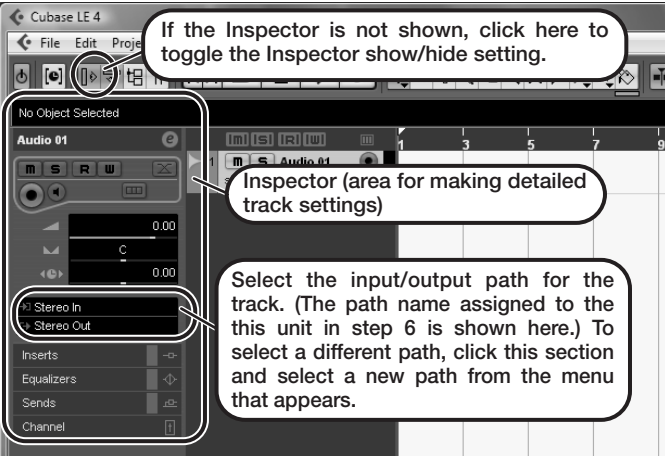 Cubase LE 4
File Edit Proje
If the Inspector is not shown, click here to
toggle the Inspector show/hide setting.
No Object Selected
Audio 01 e
m S R W
0.00
C
0.00
Stereo In
Stereo Out
Inserts
Equalizers
Sends
Channel
m S R W
1 m S Audio 01
1 3 5 7 9
Inspector (area for making detailed
track settings)
Select the input/output path for the
track. (The path name assigned to the
this unit in step 6 is shown here.) To
select a different path, click this section
and select a new path from the menu
that appears.